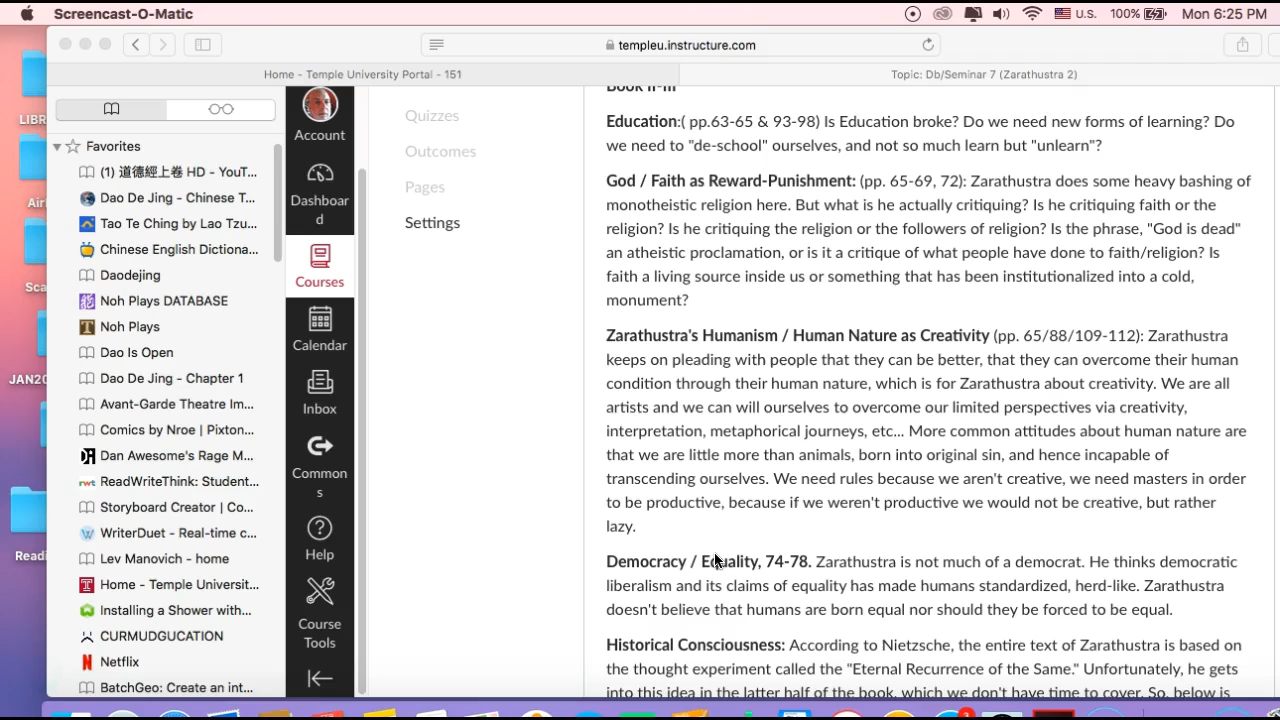 Screencast-O-Matic
U.S. 100% Mon 6:25 PM
templeu.instructure.com
Home - Temple University Portal - 151
Topic: Db/Seminar 7 (Zarathustra 2)
LIBR
Air
Sca
JAN20
Readi
Favorites
(1) 道德經上卷 HD - YouT...
Dao De Jing - Chinese T...
Tao Te Ching by Lao Tzu...
Chinese English Dictiona...
Daodejing
Noh Plays DATABASE
Noh Plays
Dao Is Open
Dao De Jing - Chapter 1
Avant-Garde Theatre Im...
Comics by Nroe | Pixton...
Dan Awesome's Rage M...
ReadWriteThink: Student...
Storyboard Creator | Co...
WriterDuet - Real-time c...
Lev Manovich - home
Home - Temple Universit...
Installing a Shower with...
CURMUDGUCATION
Netflix
BatchGeo: Create an int...
Account
Dashboar
d
Courses
Calendar
Inbox
Common
s
Help
Course
Tools
Quizzes
Outcomes
Pages
Settings
Book II-III
Education:( pp.63-65 & 93-98) Is Education broke? Do we need new forms of learning? Do
we need to "de-school" ourselves, and not so much learn but "unlearn"?
God / Faith as Reward-Punishment: (pp. 65-69, 72): Zarathustra does some heavy bashing of
monotheistic religion here. But what is he actually critiquing? Is he critiquing faith or the
religion? Is he critiquing the religion or the followers of religion? Is the phrase, "God is dead"
an atheistic proclamation, or is it a critique of what people have done to faith/religion? Is
faith a living source inside us or something that has been institutionalized into a cold,
monument?
Zarathustra's Humanism / Human Nature as Creativity (pp. 65/88/109-112): Zarathustra
keeps on pleading with people that they can be better, that they can overcome their human
condition through their human nature, which is for Zarathustra about creativity. We are all
artists and we can will ourselves to overcome our limited perspectives via creativity,
interpretation, metaphorical journeys, etc... More common attitudes about human nature are
that we are little more than animals, born into original sin, and hence incapable of
transcending ourselves. We need rules because we aren't creative, we need masters in order
to be productive, because if we weren't productive we would not be creative, but rather
lazy.
Democracy / Equality, 74-78. Zarathustra is not much of a democrat. He thinks democratic
liberalism and its claims of equality has made humans standardized, herd-like. Zarathustra
doesn't believe that humans are born equal nor should they be forced to be equal.
Historical Consciousness: According to Nietzsche, the entire text of Zarathustra is based on
the thought experiment called the "Eternal Recurrence of the Same." Unfortunately, he gets
into this idea in the latter half of the book, which we don't have time to cover. So, below is